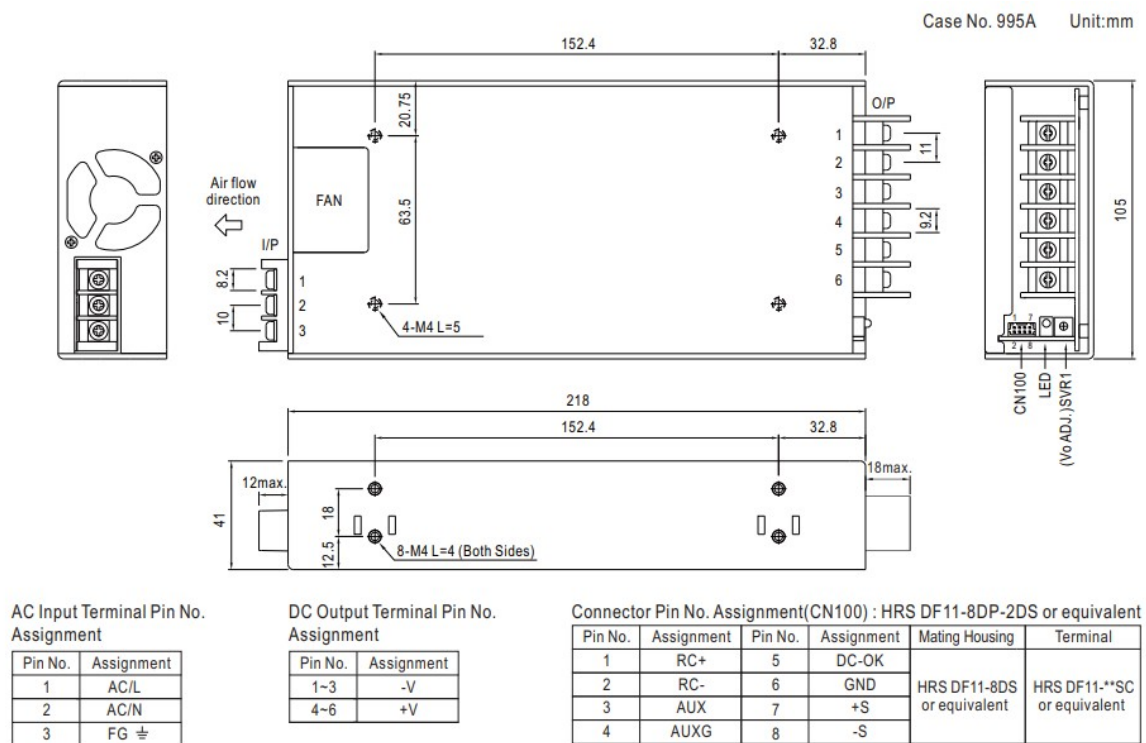 Case No. 995A Unit:mm
152.4
32.8
20.75
O/P
1
2
3
4
5
6
11
9.2
63.5
Air flow
direction
FAN
I/P
8.2
10
1
2
3
4-M4 L=5
105
1 7
2 8
CN100
LED
(Vo ADJ.)SVR1
218
152.4
32.8
12max.
18max.
41
18
12.5
8-M4 L=4 (Both Sides)
AC Input Terminal Pin No.
Assignment
Pin No. Assignment
1 AC/L
2 AC/N
3 FG ⏚
DC Output Terminal Pin No.
Assignment
Pin No. Assignment
1~3 -V
4~6 +V
Connector Pin No. Assignment(CN100) : HRS DF11-8DP-2DS or equivalent
Pin No. Assignment Pin No. Assignment Mating Housing Terminal
1 RC+ 5 DC-OK
2 RC- 6 GND
3 AUX 7 +S
4 AUXG 8 -S
HRS DF11-8DS
or equivalent
HRS DF11-**SC
or equivalent